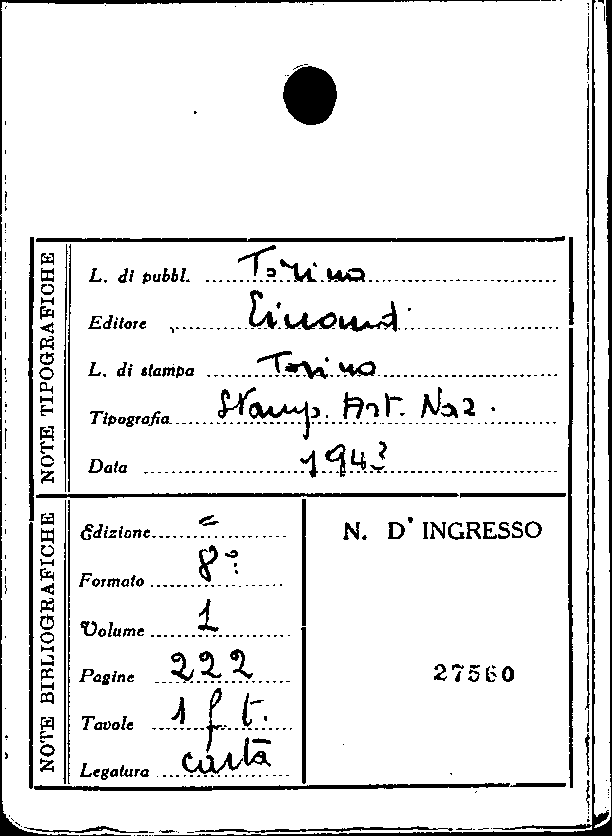 NOTE TIPOGRAFICHE
L. di pubbl. Torino
Editore Einaudi
L. di stampa Torino
Tipografia Stamp. Art. Naz.
Data 1943
NOTE BIBLIOGRAFICHE
Edizione =
Formato 8º
Volume 1
Pagine 222
Tavole 1 f. t.
Legatura carta
N. D' INGRESSO
27560